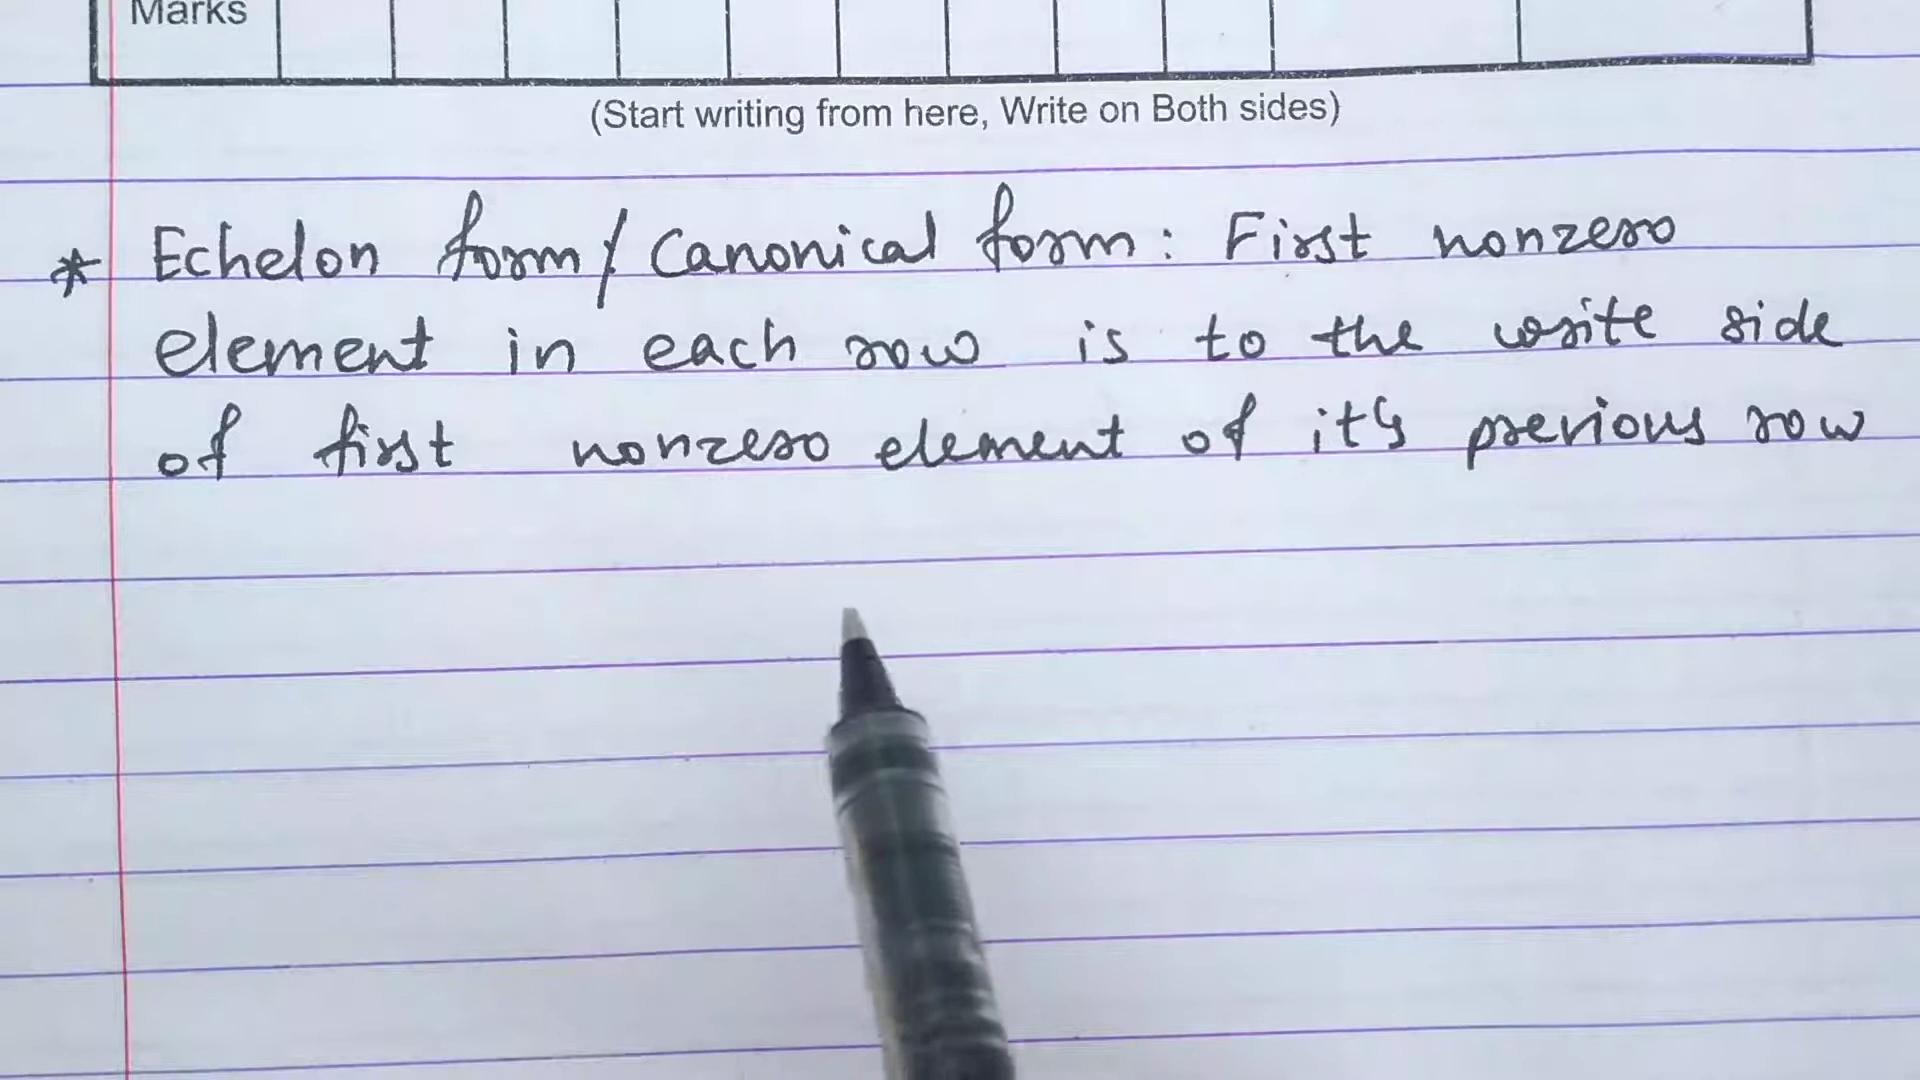 Marks
(Start writing from here, Write on Both sides)
* Echelon form/Canonical form: First nonzero
element in each row is to the write side
of first nonzero element of it's previous row